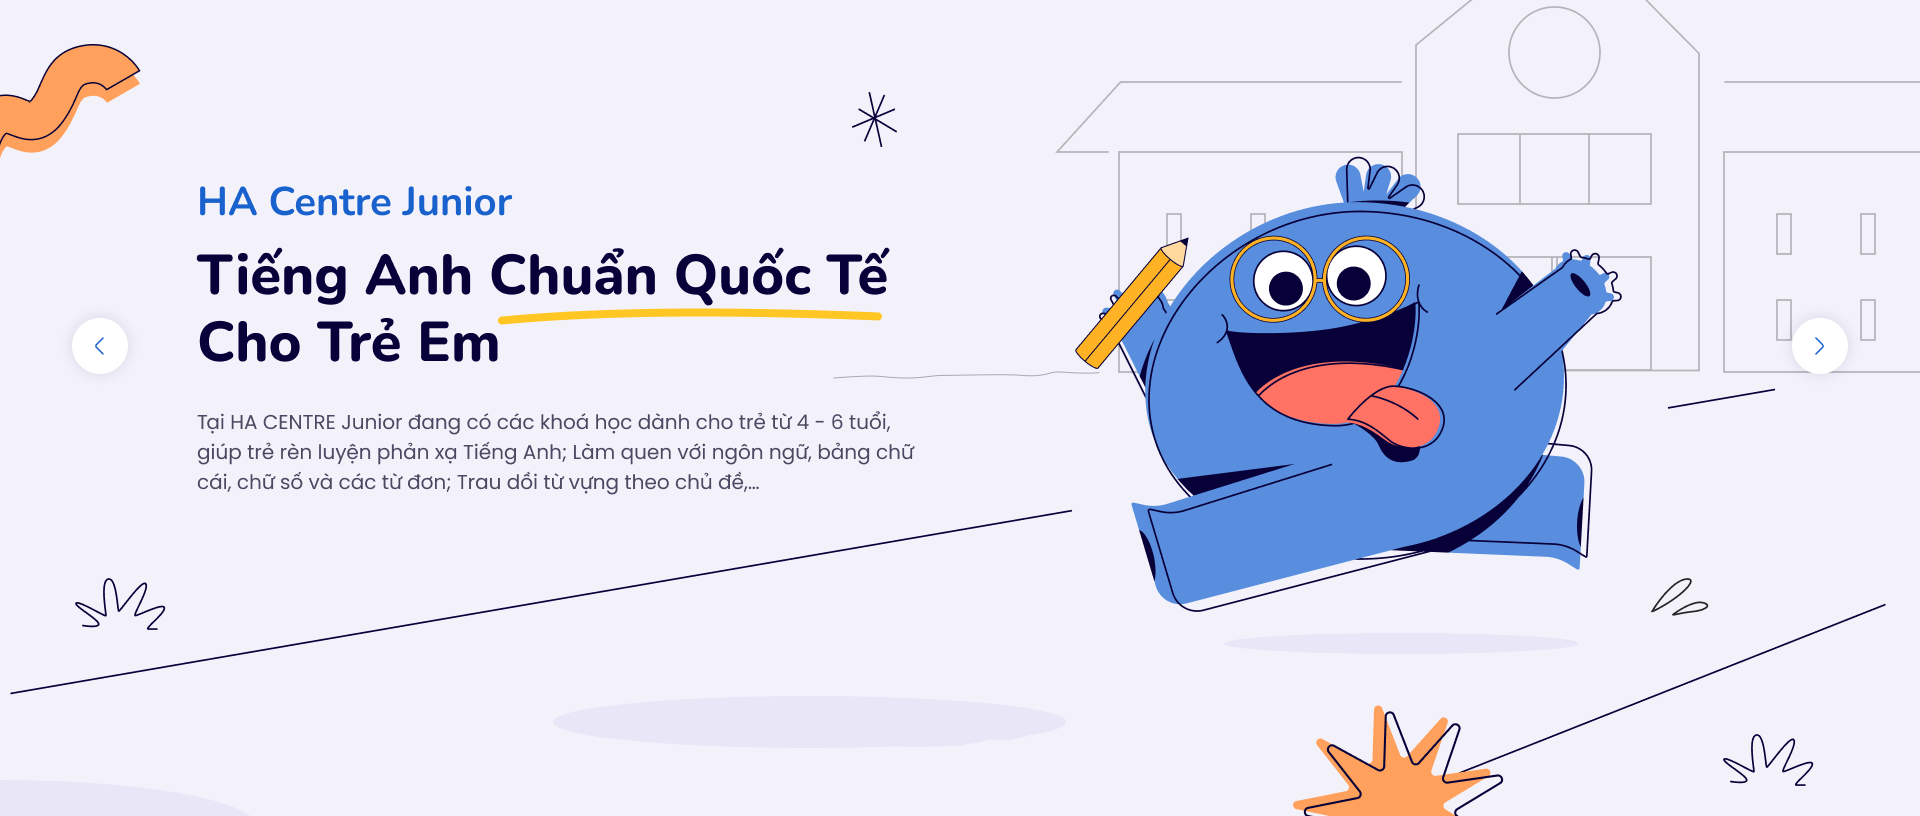 HA Centre Junior
Tiếng Anh Chuẩn Quốc Tế
Cho Trẻ Em
Tại HA CENTRE Junior đang có các khoá học dành cho trẻ từ 4 - 6 tuổi,
giúp trẻ rèn luyện phản xạ Tiếng Anh; Làm quen với ngôn ngữ, bảng chữ
cái, chữ số và các từ đơn; Trau dồi từ vựng theo chủ đề,...